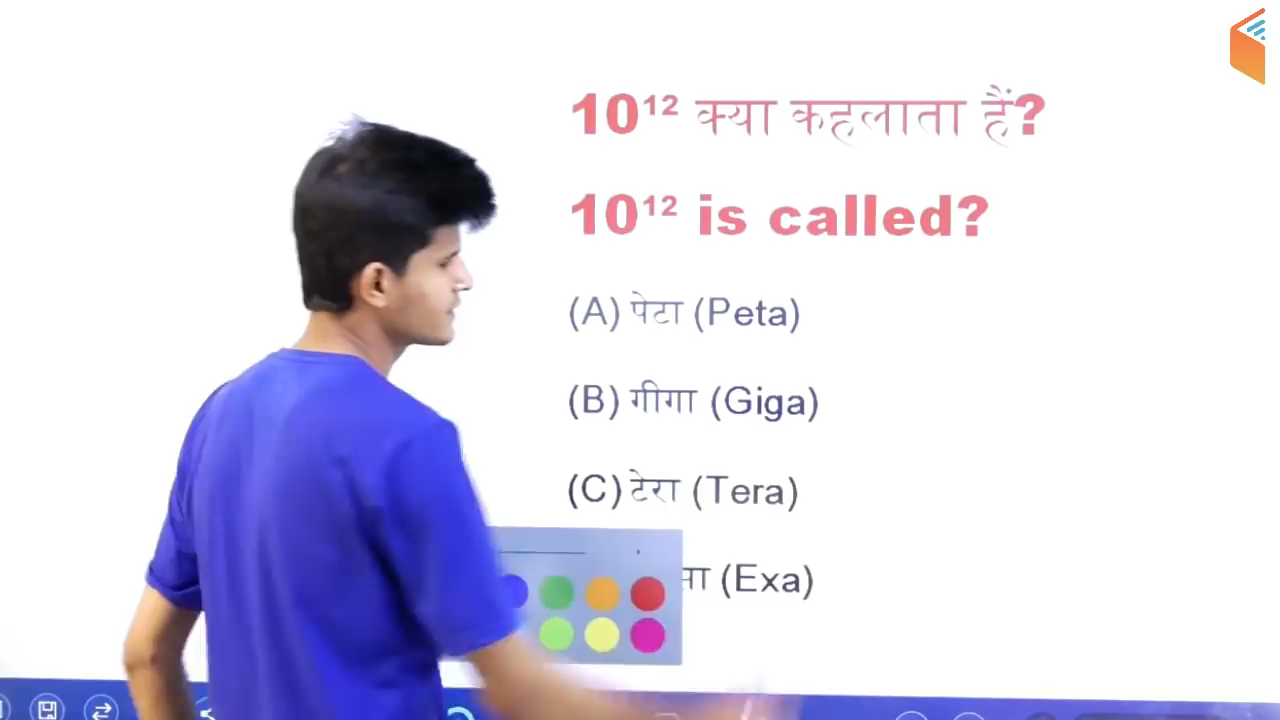 10¹² क्या कहलाता हैं?
10¹² is called?
(A) पेटा (Peta)
(B) गीगा (Giga)
(C) टेरा (Tera)
(Exa)